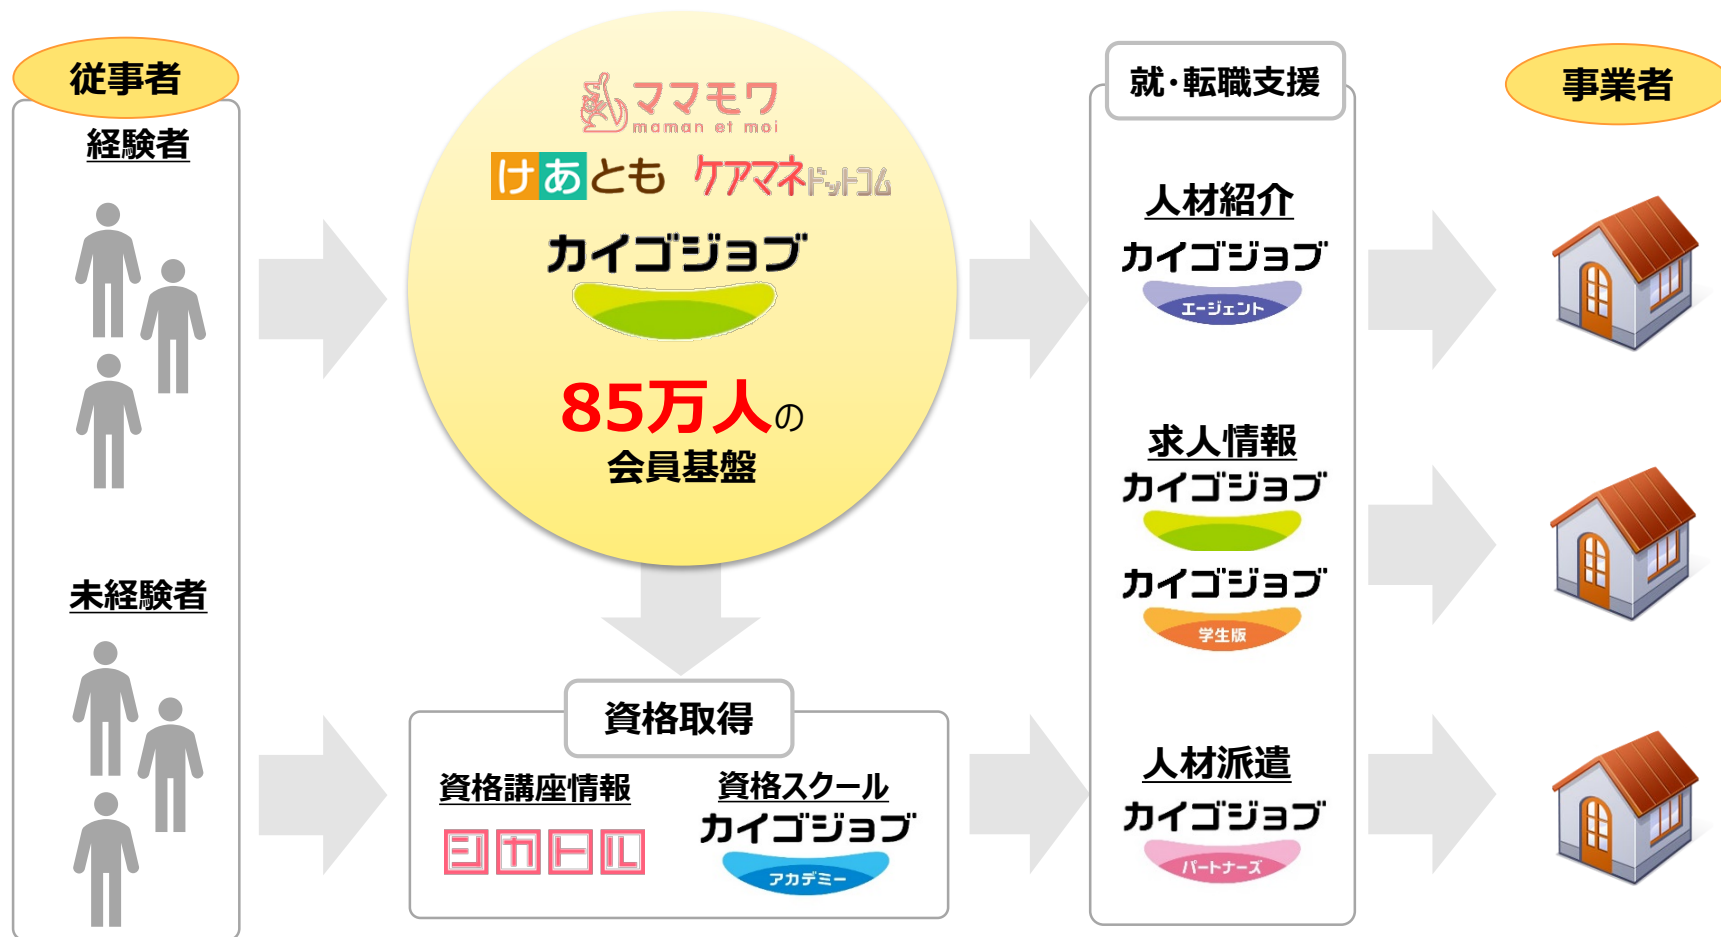 従事者
経験者
未経験者
ママモワ
maman et moi
けあとも
ケアマネドットコム
カイゴジョブ
85万人の
会員基盤
資格取得
資格講座情報
シカトル
資格スクール
カイゴジョブ
アカデミー
就・転職支援
人材紹介
カイゴジョブ
エージェント
求人情報
カイゴジョブ
カイゴジョブ
学生版
人材派遣
カイゴジョブ
パートナーズ
事業者